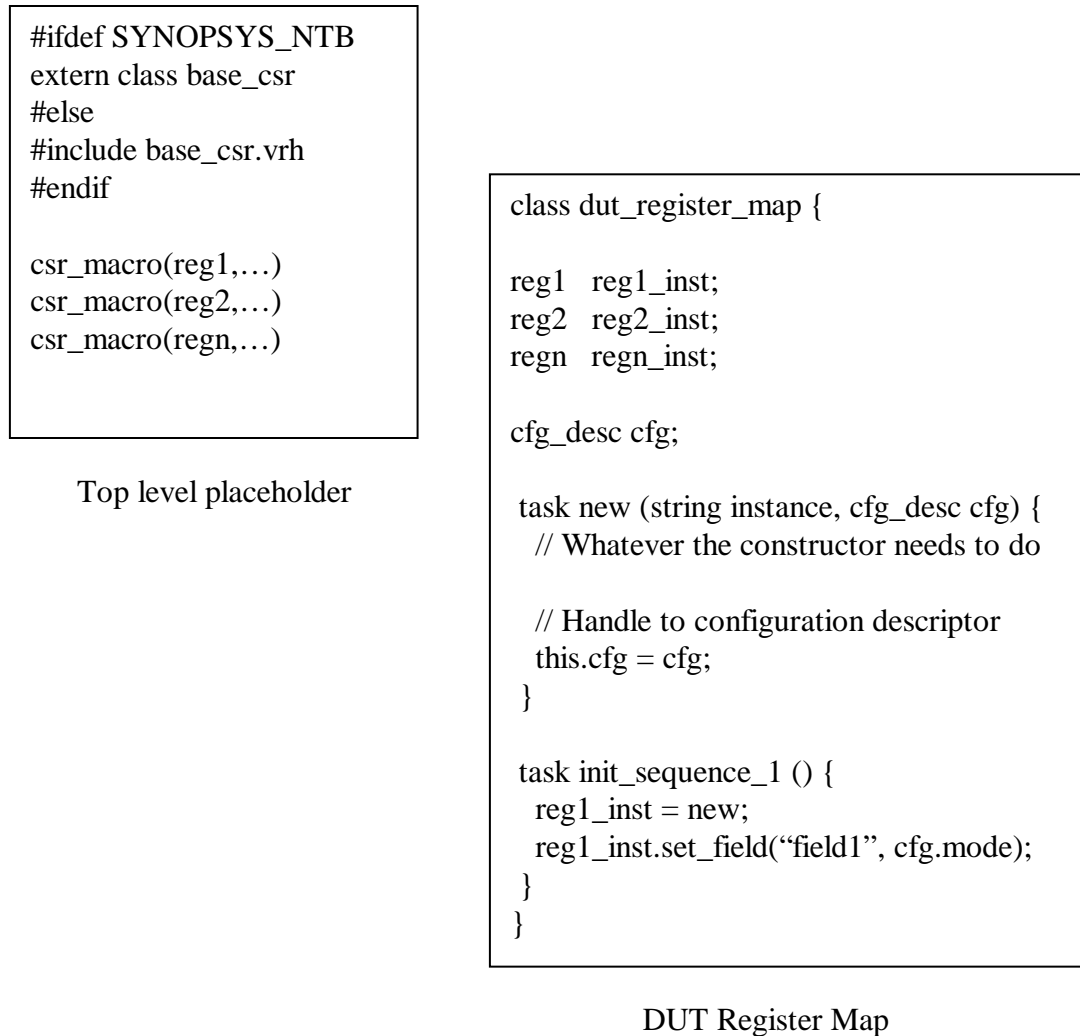 #ifdef SYNOPSYS_NTB
extern class base_csr
#else
#include base_csr.vrh
#endif
csr_macro(reg1,…)
csr_macro(reg2,…)
csr_macro(regn,…)
Top level placeholder
class dut_register_map {
reg1 reg1_inst;
reg2 reg2_inst;
regn regn_inst;
cfg_desc cfg;
task new (string instance, cfg_desc cfg) {
// Whatever the constructor needs to do
// Handle to configuration descriptor
this.cfg = cfg;
}
task init_sequence_1 () {
reg1_inst = new;
reg1_inst.set_field(“field1”, cfg.mode);
}
}
DUT Register Map